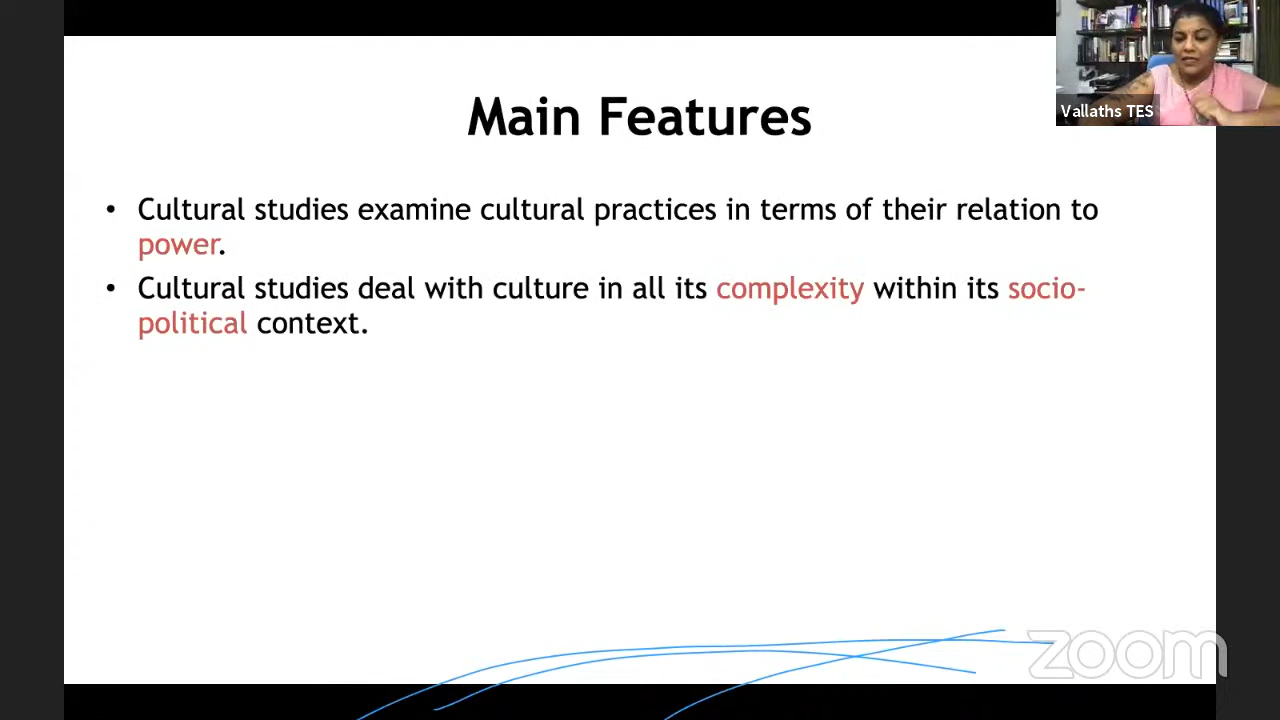 Vallaths TES
Main Features
• Cultural studies examine cultural practices in terms of their relation to
power.
• Cultural studies deal with culture in all its complexity within its socio-
political context.
zoom